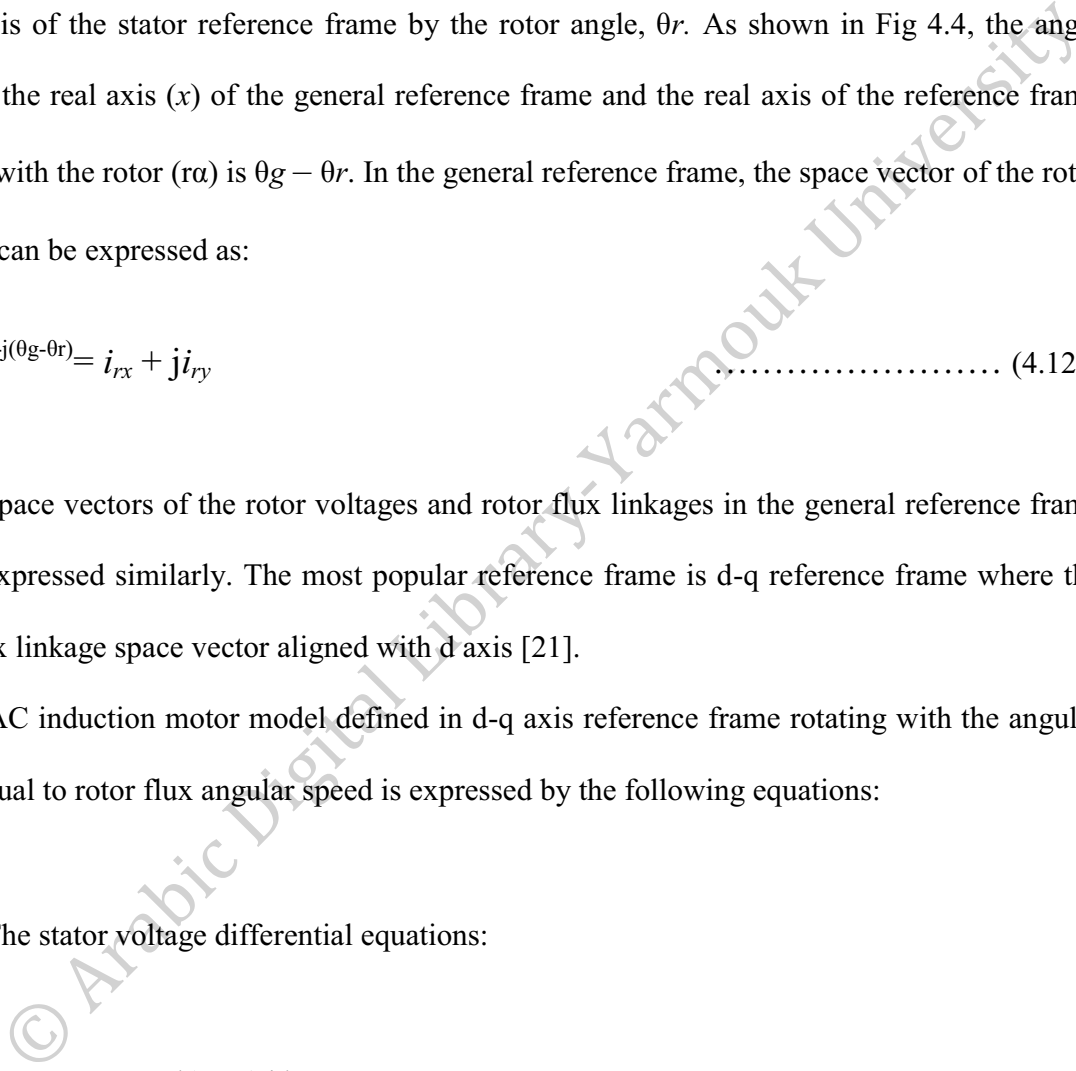 is of the stator reference frame by the rotor angle, θr. As shown in Fig 4.4, the ang
the real axis (x) of the general reference frame and the real axis of the reference fran
with the rotor (rα) is θg – θr. In the general reference frame, the space vector of the rot
can be expressed as:
j(θg-θr)= irx + jiry ........................ (4.12
pace vectors of the rotor voltages and rotor flux linkages in the general reference fran
xpressed similarly. The most popular reference frame is d-q reference frame where th
x linkage space vector aligned with d axis [21].
AC induction motor model defined in d-q axis reference frame rotating with the angul
ual to rotor flux angular speed is expressed by the following equations:
he stator voltage differential equations:
© Arabic Digital Library-Yarmouk University